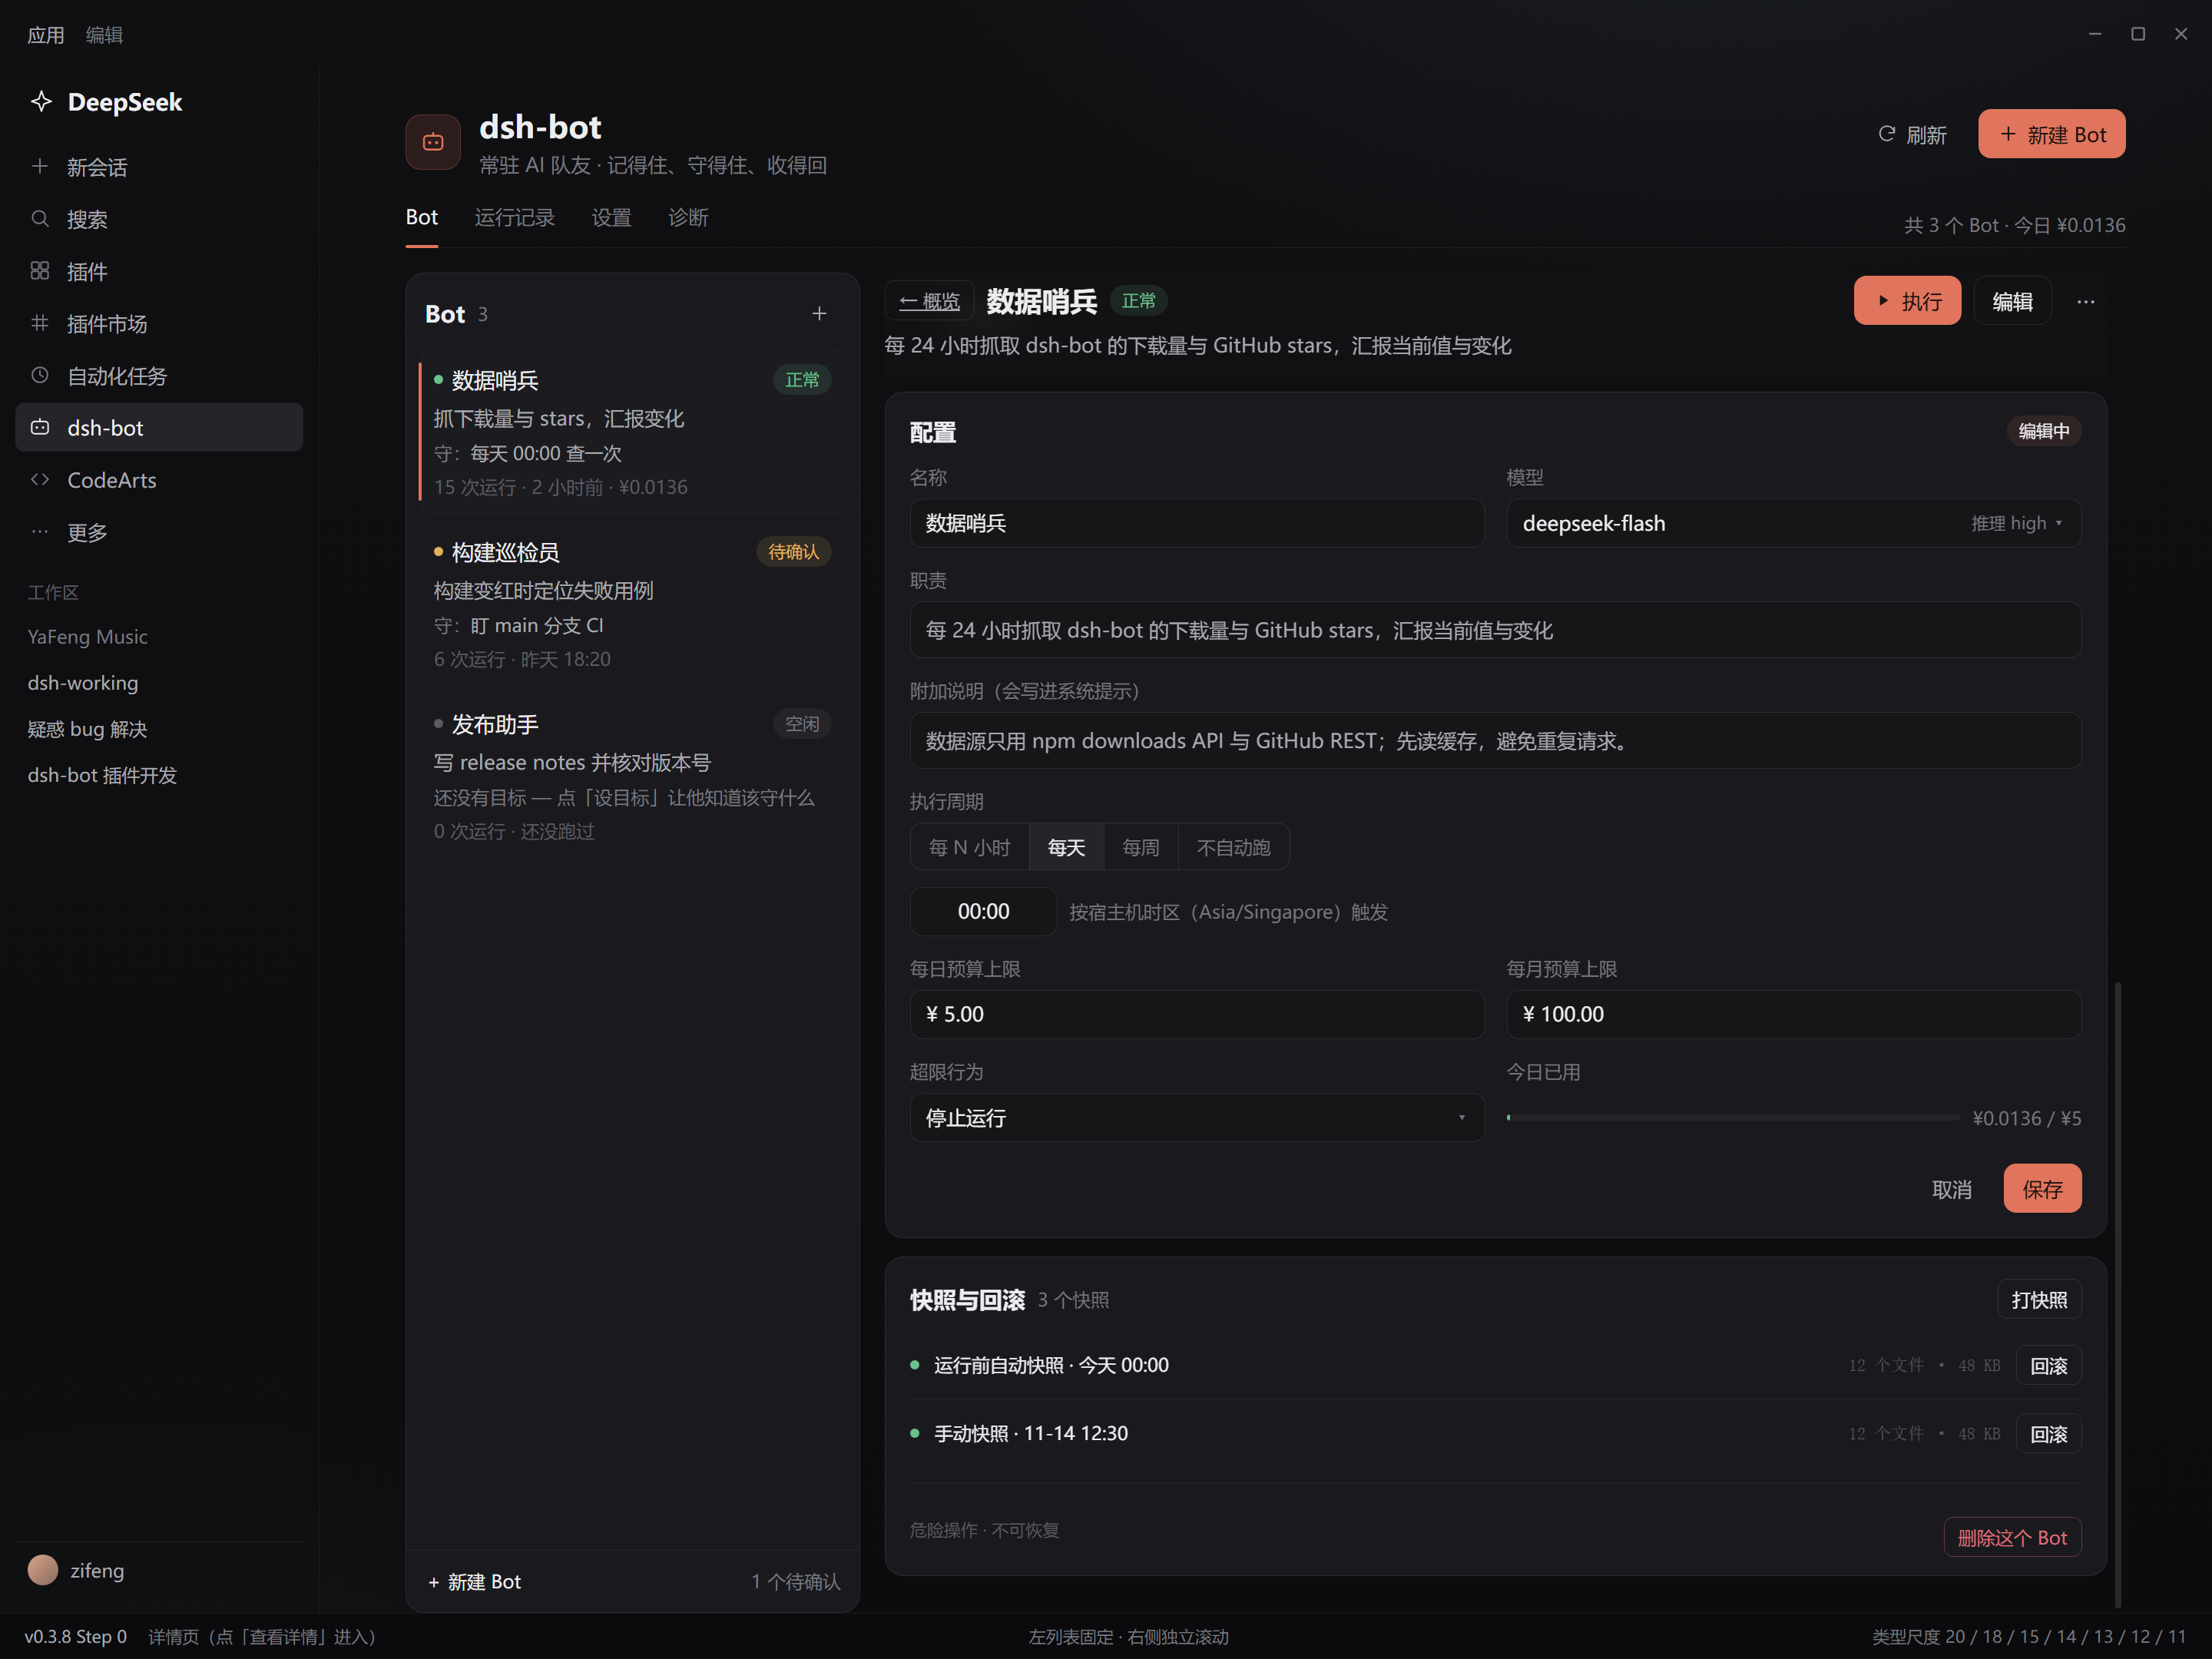 应用 编辑
DeepSeek
新会话
搜索
插件
插件市场
自动化任务
dsh-bot
CodeArts
更多
工作区
YaFeng Music
dsh-working
疑惑 bug 解决
dsh-bot 插件开发
zifeng
dsh-bot
常驻 AI 队友 · 记得住、守得住、收得回
刷新
+ 新建 Bot
Bot 运行记录 设置 诊断
共 3 个 Bot · 今日 ¥0.0136
Bot 3 +
数据哨兵 正常
抓下载量与 stars，汇报变化
守：每天 00:00 查一次
15 次运行 · 2 小时前 · ¥0.0136
构建巡检员 待确认
构建变红时定位失败用例
守：盯 main 分支 CI
6 次运行 · 昨天 18:20
发布助手 空闲
写 release notes 并核对版本号
还没有目标 — 点「设目标」让他知道该守什么
0 次运行 · 还没跑过
+ 新建 Bot 1 个待确认
← 概览 数据哨兵 正常
执行 编辑 ···
每 24 小时抓取 dsh-bot 的下载量与 GitHub stars，汇报当前值与变化
配置 编辑中
名称 模型
数据哨兵 deepseek-flash 推理 high
职责
每 24 小时抓取 dsh-bot 的下载量与 GitHub stars，汇报当前值与变化
附加说明（会写进系统提示）
数据源只用 npm downloads API 与 GitHub REST；先读缓存，避免重复请求。
执行周期
每 N 小时 每天 每周 不自动跑
00:00 按宿主机时区（Asia/Singapore）触发
每日预算上限 每月预算上限
¥ 5.00 ¥ 100.00
超限行为 今日已用
停止运行 ¥0.0136 / ¥5
取消 保存
快照与回滚 3 个快照 打快照
运行前自动快照 · 今天 00:00 12 个文件 • 48 KB 回滚
手动快照 · 11-14 12:30 12 个文件 • 48 KB 回滚
危险操作 · 不可恢复 删除这个 Bot
v0.3.8 Step 0 详情页（点「查看详情」进入） 左列表固定 · 右侧独立滚动 类型尺度 20 / 18 / 15 / 14 / 13 / 12 / 11